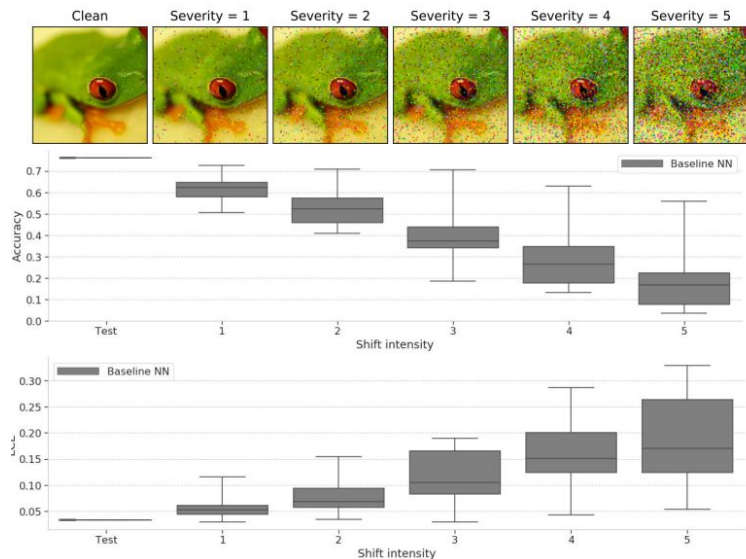 Clean Severity = 1 Severity = 2 Severity = 3 Severity = 4 Severity = 5
Baseline NN
Accuracy
0.7
0.6
0.5
0.4
0.3
0.2
0.1
0.0
Test 1 2 3 4 5
Shift intensity
Baseline NN
0.30
0.25
0.20
0.15
0.10
0.05
Test 1 2 3 4 5
Shift intensity